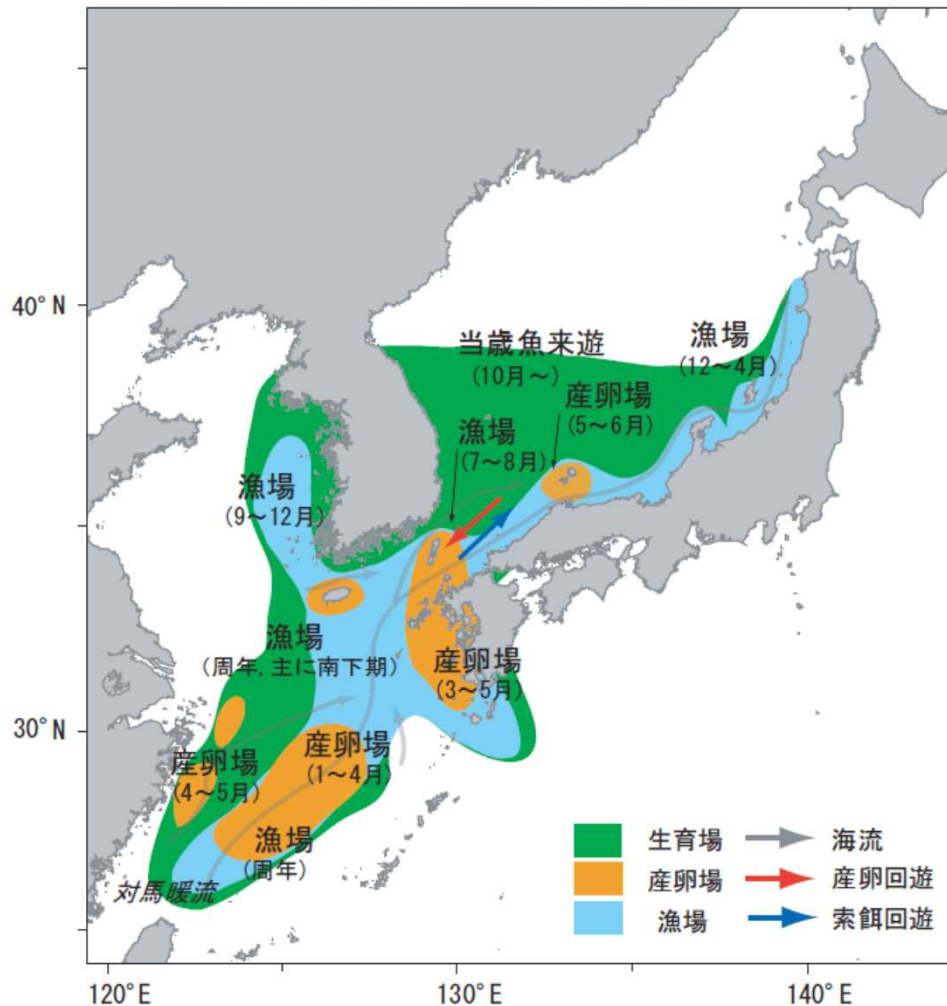 40°N
当歳魚来遊
(10月～)
漁場
(12～4月)
産卵場
(5～6月)
漁場
(7～8月)
漁場
(9～12月)
漁場
(周年,主に南下期)
産卵場
(3～5月)
30°N
産卵場
(1～4月)
産卵場
(4～5月)
漁場
(周年)
対馬暖流
生育場
海流
産卵場
産卵回遊
漁場
索餌回遊
120°E
130°E
140°E